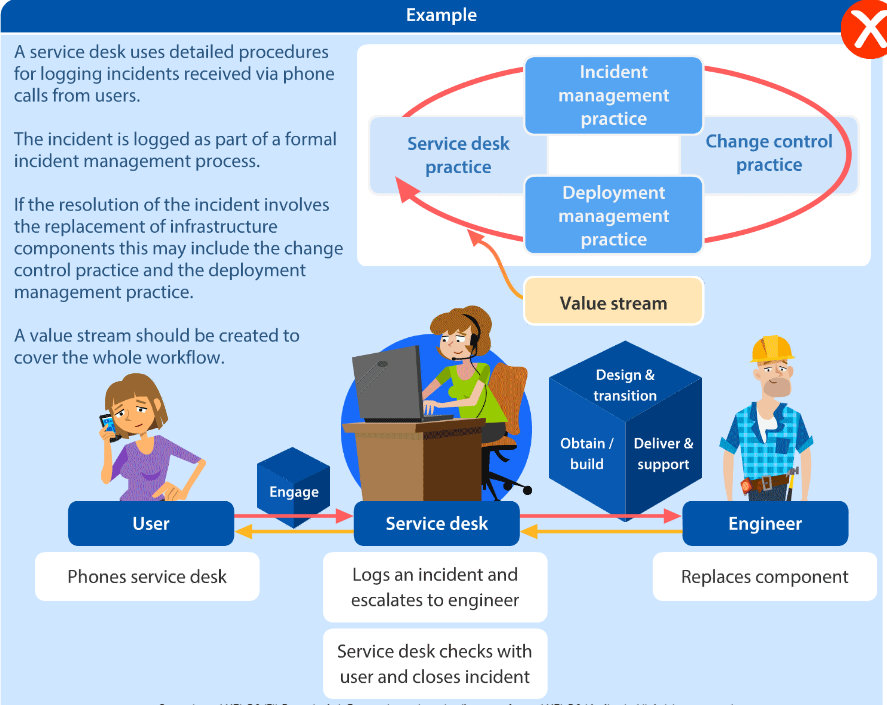 Example
X
A service desk uses detailed procedures
for logging incidents received via phone
calls from users.
The incident is logged as part of a formal
incident management process.
If the resolution of the incident involves
the replacement of infrastructure
components this may include the change
control practice and the deployment
management practice.
A value stream should be created to
cover the whole workflow.
Incident
management
practice
Service desk
practice
Change control
practice
Deployment
management
practice
Value stream
Design &
transition
Obtain /
build
Deliver &
support
Engage
User
Service desk
Engineer
Phones service desk
Logs an incident and
escalates to engineer
Replaces component
Service desk checks with
user and closes incident